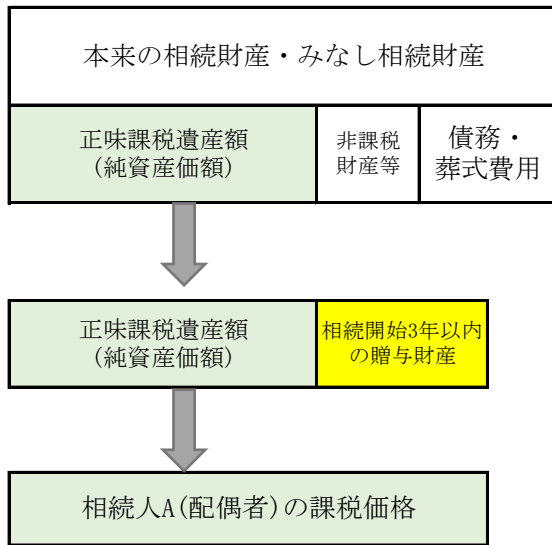 本来の相続財産・みなし相続財産
正味課税遺産額
(純資産価額)
非課税
財産等
債務・
葬式費用
正味課税遺産額
(純資産価額)
相続開始3年以内
の贈与財産
相続人A(配偶者)の課税価格